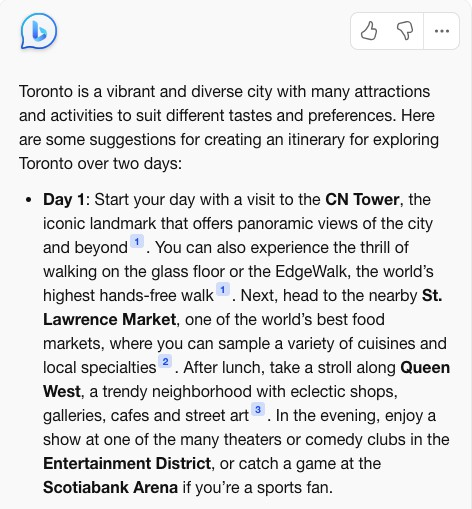 Toronto is a vibrant and diverse city with many attractions
and activities to suit different tastes and preferences. Here
are some suggestions for creating an itinerary for exploring
Toronto over two days:
• Day 1: Start your day with a visit to the CN Tower, the
iconic landmark that offers panoramic views of the city
and beyond 1 . You can also experience the thrill of
walking on the glass floor or the EdgeWalk, the world's
highest hands-free walk 1 . Next, head to the nearby St.
Lawrence Market, one of the world's best food
markets, where you can sample a variety of cuisines and
local specialties 2 . After lunch, take a stroll along Queen
West, a trendy neighborhood with eclectic shops,
galleries, cafes and street art 3 . In the evening, enjoy a
show at one of the many theaters or comedy clubs in the
Entertainment District, or catch a game at the
Scotiabank Arena if you're a sports fan.